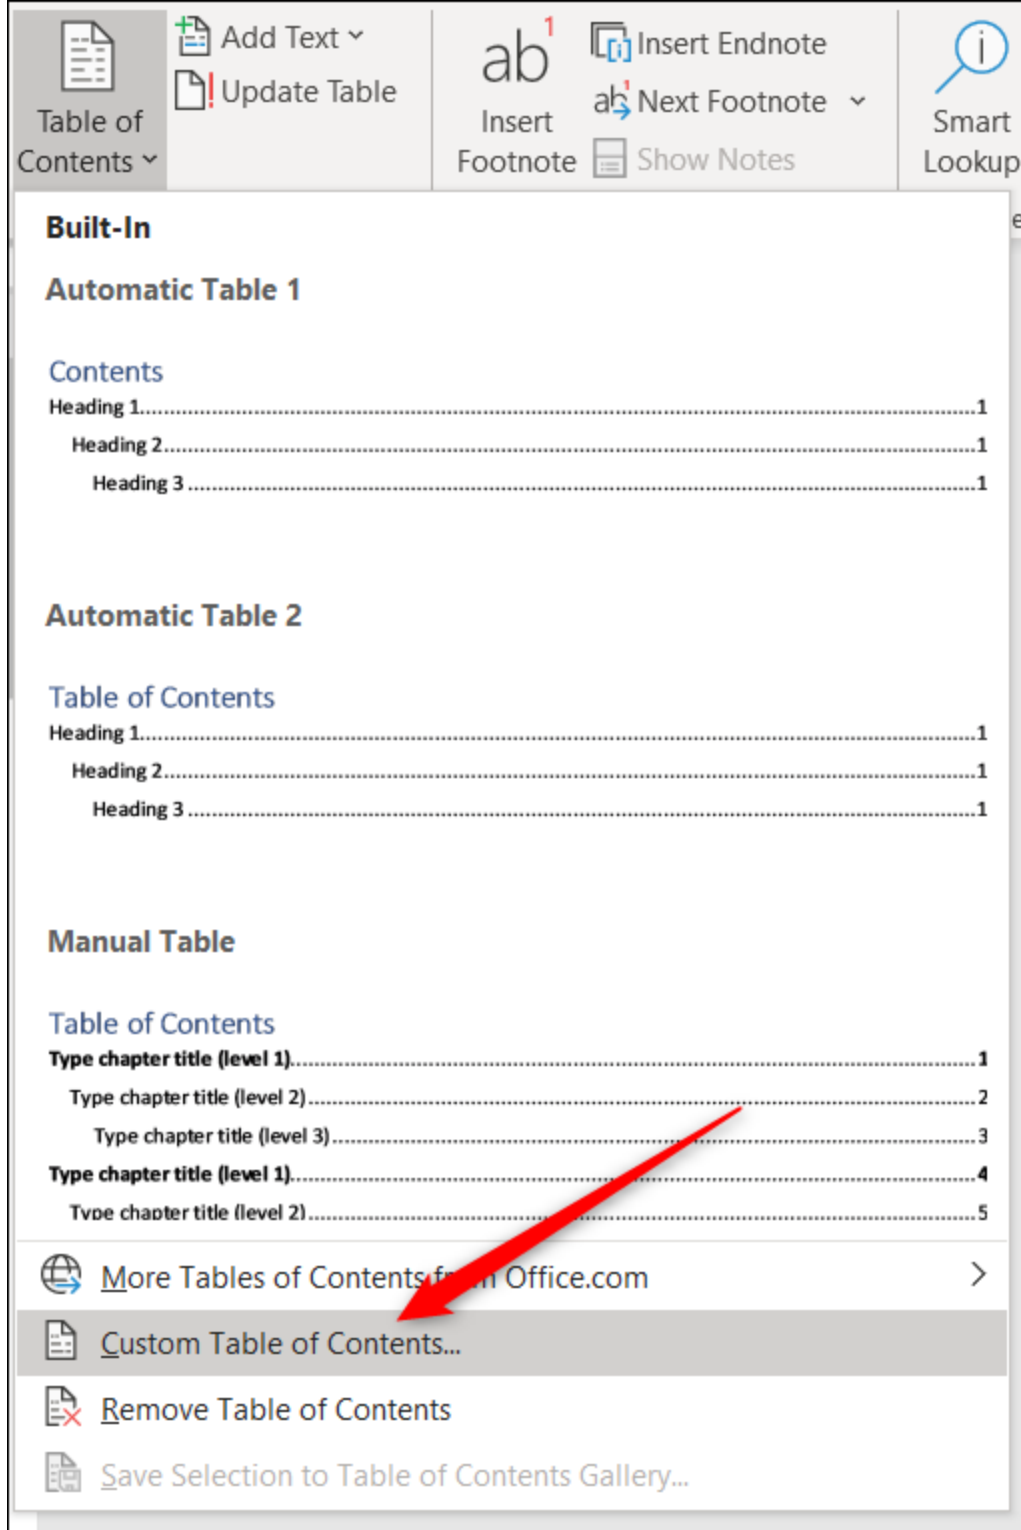 Table of
Contents
Add Text
Update Table
ab1
Insert
Footnote
Insert Endnote
Next Footnote
Show Notes
Smart
Lookup
Built-In
Automatic Table 1
Contents
Heading 1...1
Heading 2...1
Heading 3...1
Automatic Table 2
Table of Contents
Heading 1...1
Heading 2...1
Heading 3...1
Manual Table
Table of Contents
Type chapter title (level 1)...1
Type chapter title (level 2)...2
Type chapter title (level 3)...3
Type chapter title (level 1)...4
Type chapter title (level 2)...5
More Tables of Contents from Office.com
Custom Table of Contents...
Remove Table of Contents
Save Selection to Table of Contents Gallery...